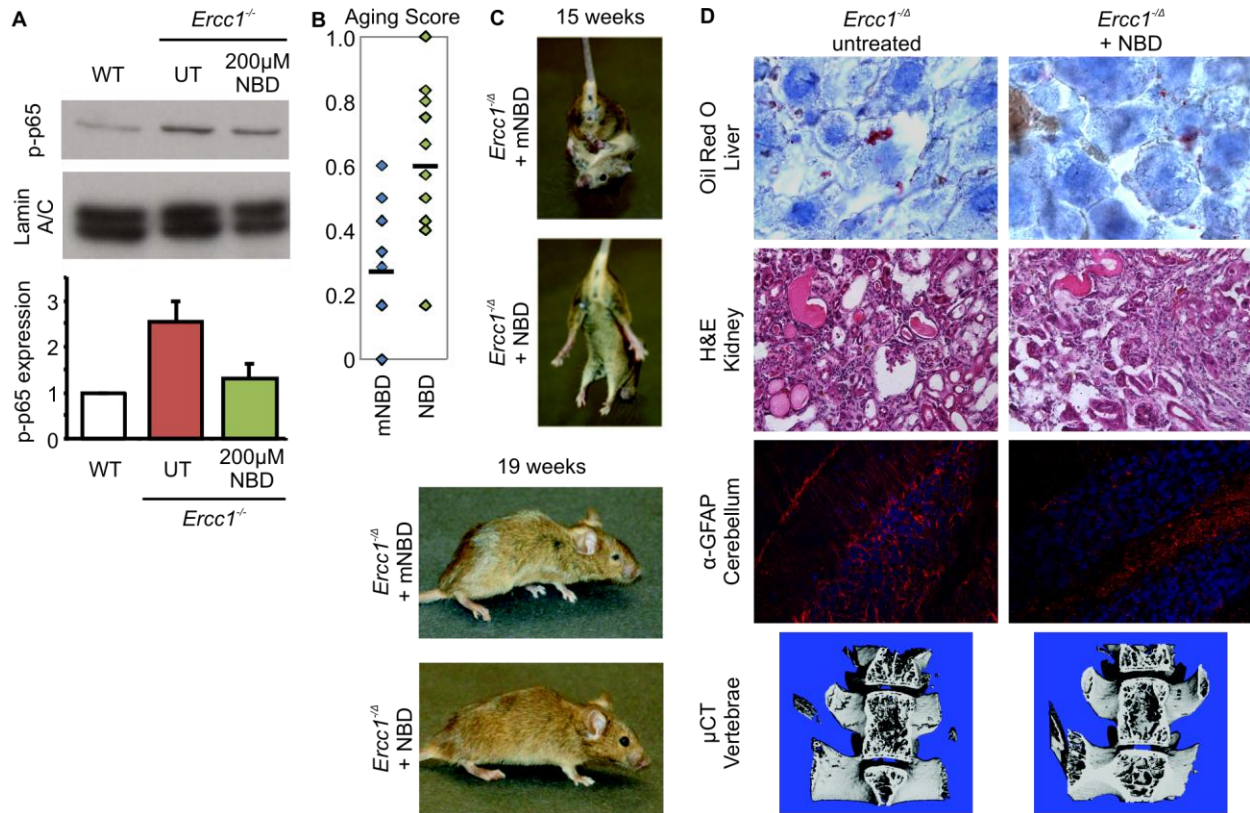 A
Ercc1-/-
WT
UT
200µM
NBD
p-p65
Lamin
A/C
p-p65 expression
3
2
1
0
WT
UT
200µM
NBD
Ercc1-/-
B
Aging Score
1.0
0.8
0.6
0.4
0.2
0
mNBD
NBD
C
15 weeks
Ercc1-/Δ
+ mNBD
Ercc1-/Δ
+ NBD
19 weeks
Ercc1-/Δ
+ mNBD
Ercc1-/Δ
+ NBD
D
Ercc1-/Δ
untreated
Ercc1-/Δ
+ NBD
Oil Red O
Liver
H&E
Kidney
α-GFAP
Cerebellum
µCT
Vertebrae